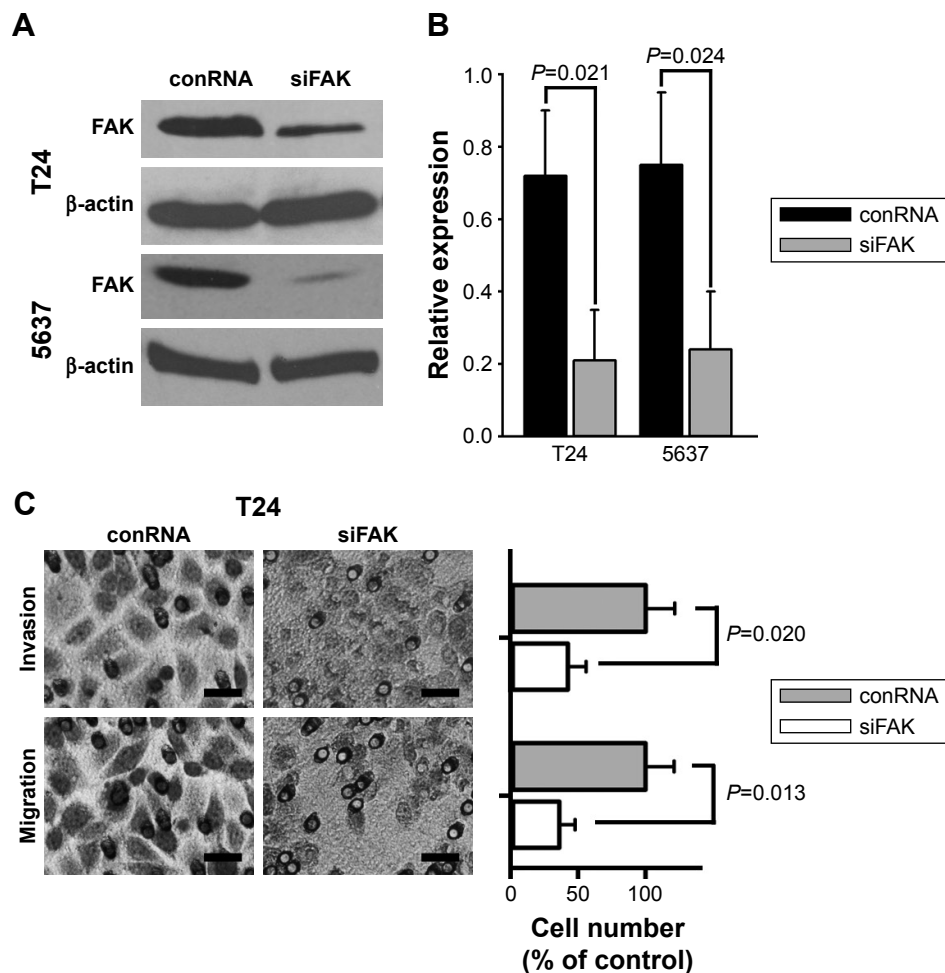 A
conRNA siFAK
T24
FAK
β-actin
5637
FAK
β-actin
B
P=0.021
P=0.024
Relative expression
1.0
0.8
0.6
0.4
0.2
0.0
T24 5637
conRNA
siFAK
C
T24
conRNA siFAK
Invasion
Migration
P=0.020
P=0.013
conRNA
siFAK
0 50 100
Cell number
(% of control)